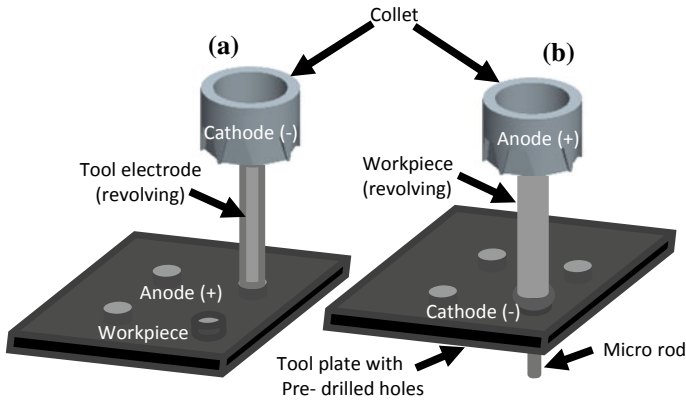 Collet
(a)
(b)
Cathode (-)
Anode (+)
Tool electrode
(revolving)
Workpiece
(revolving)
Anode (+)
Workpiece
Cathode (-)
Tool plate with
Pre- drilled holes
Micro rod